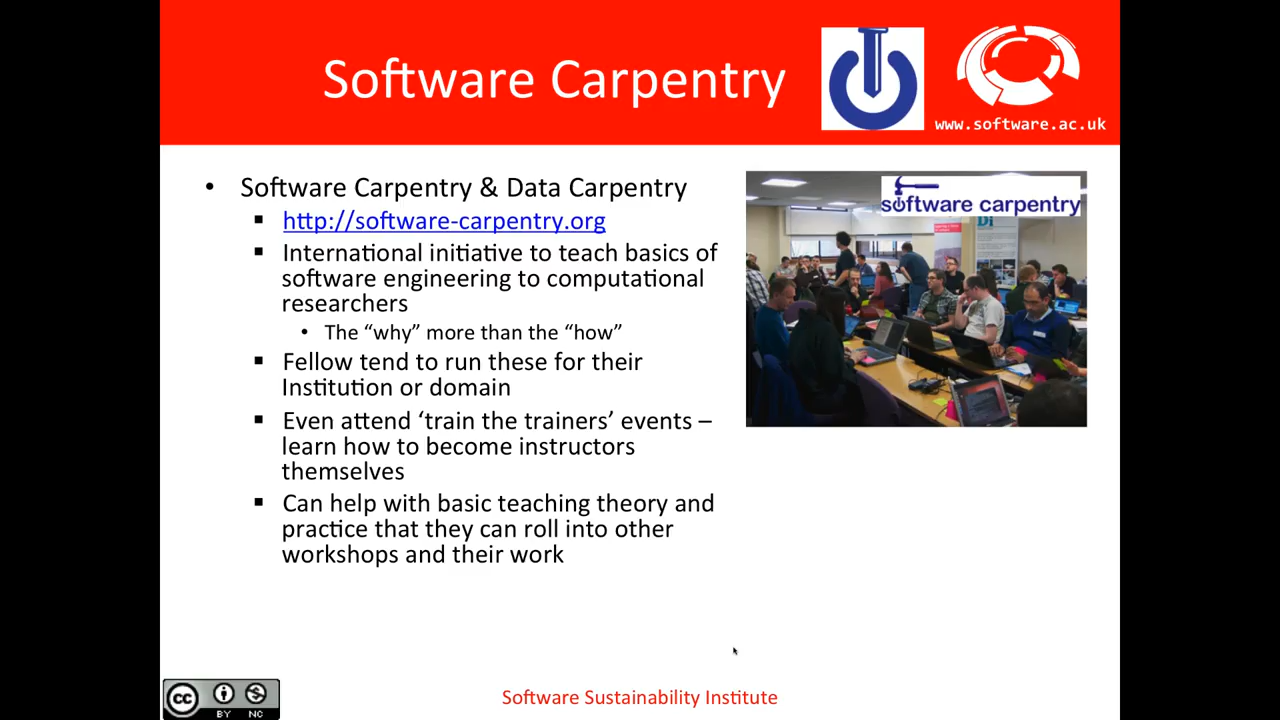 Software Carpentry
www.software.ac.uk
• Software Carpentry & Data Carpentry
▪ http://software-carpentry.org
▪ International initiative to teach basics of
software engineering to computational
researchers
• The “why” more than the “how”
▪ Fellow tend to run these for their
Institution or domain
▪ Even attend ‘train the trainers’ events –
learn how to become instructors
themselves
▪ Can help with basic teaching theory and
practice that they can roll into other
workshops and their work
software carpentry
Di
cc
BY NC
Software Sustainability Institute